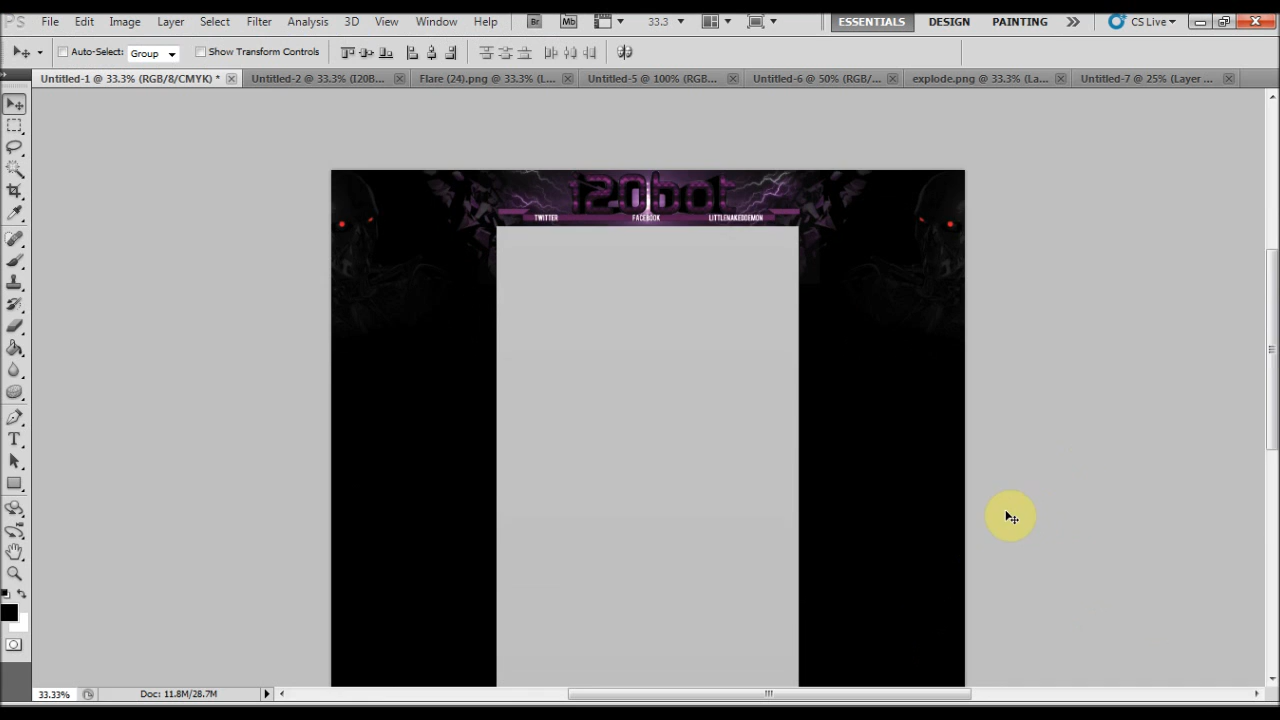 PS File Edit Image Layer Select Filter Analysis 3D View Window Help Br Mb 33.3 ESSENTIALS DESIGN PAINTING CS Live
Auto-Select: Group Show Transform Controls
Untitled-1 @ 33.3% (RGB/8/CMYK) * Untitled-2 @ 33.3% (I20B... Flare (24).png @ 33.3% (L... Untitled-5 @ 100% (RGB... Untitled-6 @ 50% (RGB/... explode.png @ 33.3% (La... Untitled-7 @ 25% (Layer ...
i20bot
TWITTER FACEBOOK LITTLENAKEDDEMON
T
33.33% Doc: 11.8M/28.7M